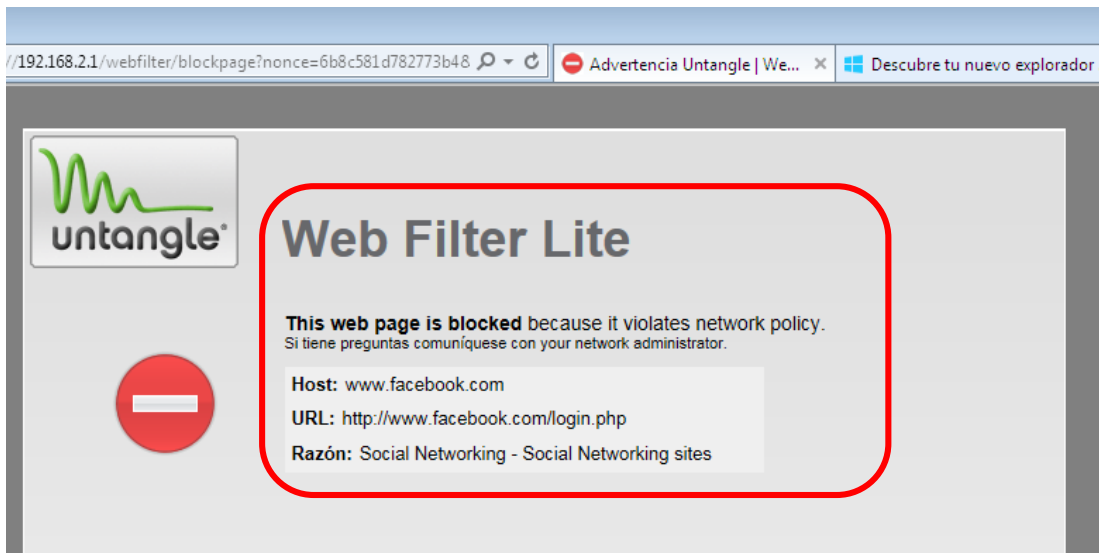 //192.168.2.1/webfilter/blockpage?nonce=6b8c581d782773b48
Advertencia Untangle | We...
Descubre tu nuevo explorador
untangle
Web Filter Lite
This web page is blocked because it violates network policy.
Si tiene preguntas comuníquese con your network administrator.
Host: www.facebook.com
URL: http://www.facebook.com/login.php
Razón: Social Networking - Social Networking sites